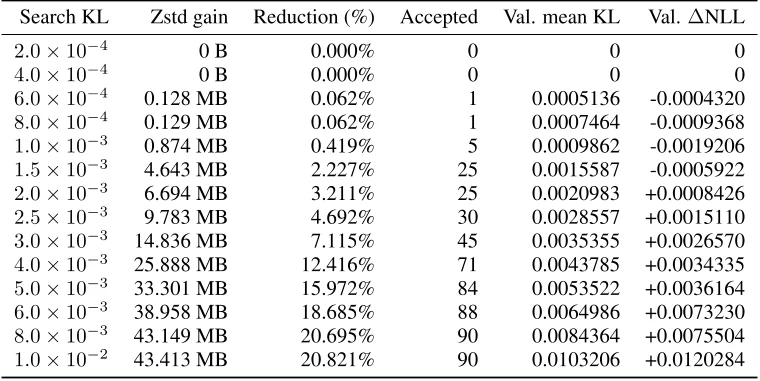 Search KL Zstd gain Reduction (%) Accepted Val. mean KL Val. ΔNLL
2.0 × 10⁻⁴ 0 B 0.000% 0 0 0
4.0 × 10⁻⁴ 0 B 0.000% 0 0 0
6.0 × 10⁻⁴ 0.128 MB 0.062% 1 0.0005136 -0.0004320
8.0 × 10⁻⁴ 0.129 MB 0.062% 1 0.0007464 -0.0009368
1.0 × 10⁻³ 0.874 MB 0.419% 5 0.0009862 -0.0019206
1.5 × 10⁻³ 4.643 MB 2.227% 25 0.0015587 -0.0005922
2.0 × 10⁻³ 6.694 MB 3.211% 25 0.0020983 +0.0008426
2.5 × 10⁻³ 9.783 MB 4.692% 30 0.0028557 +0.0015110
3.0 × 10⁻³ 14.836 MB 7.115% 45 0.0035355 +0.0026570
4.0 × 10⁻³ 25.888 MB 12.416% 71 0.0043785 +0.0034335
5.0 × 10⁻³ 33.301 MB 15.972% 84 0.0053522 +0.0036164
6.0 × 10⁻³ 38.958 MB 18.685% 88 0.0064986 +0.0073230
8.0 × 10⁻³ 43.149 MB 20.695% 90 0.0084364 +0.0075504
1.0 × 10⁻² 43.413 MB 20.821% 90 0.0103206 +0.0120284